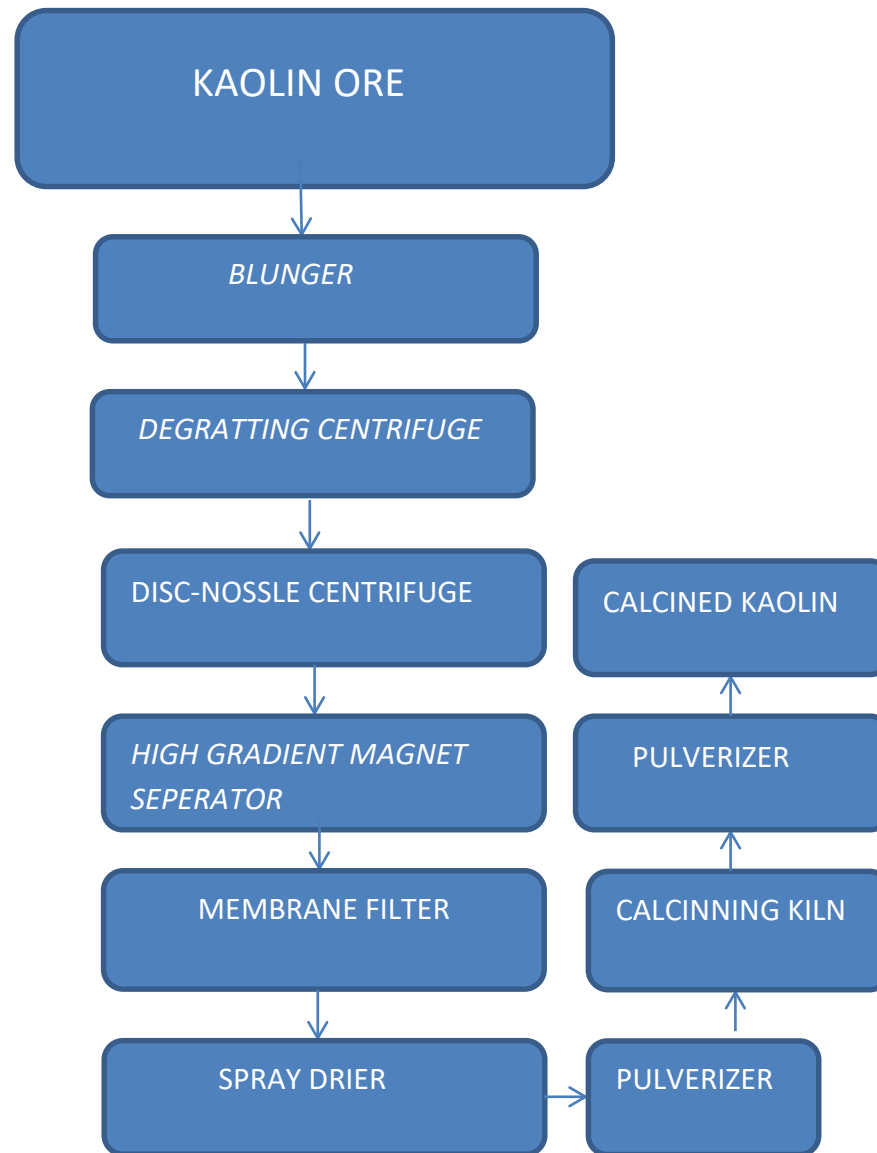 KAOLIN ORE
BLUNGER
DEGRATTING CENTRIFUGE
DISC-NOSSLE CENTRIFUGE
HIGH GRADIENT MAGNET
SEPERATOR
MEMBRANE FILTER
SPRAY DRIER
PULVERIZER
CALCINNING KILN
PULVERIZER
CALCINED KAOLIN